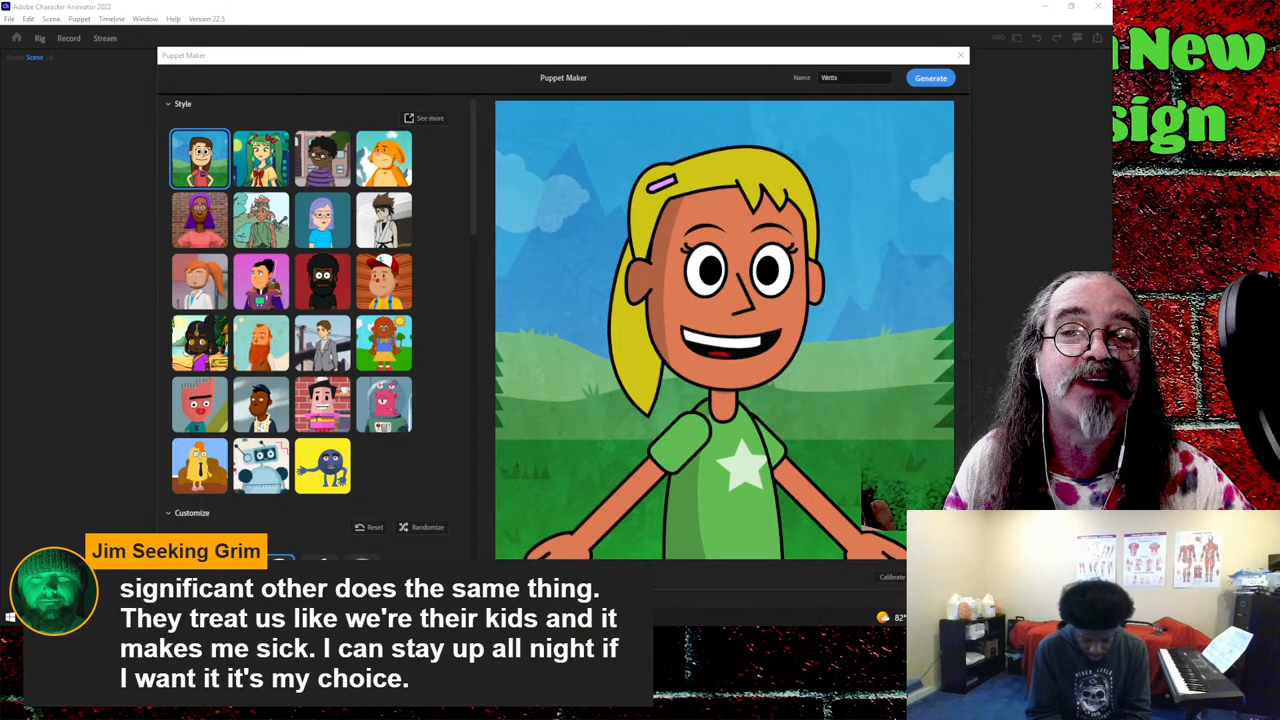 Adobe Character Animator 2022
File Edit Scene Puppet Timeline Window Help Version 22.5
Rig Record Stream
Scene
Puppet Maker
Puppet Maker
Name Wetts
Generate
Style
See more
Customize
Reset Randomize
Calibrate
82°
New
sign
Jim Seeking Grim
significant other does the same thing.
They treat us like we're their kids and it
makes me sick. I can stay up all night if
I want it it's my choice.